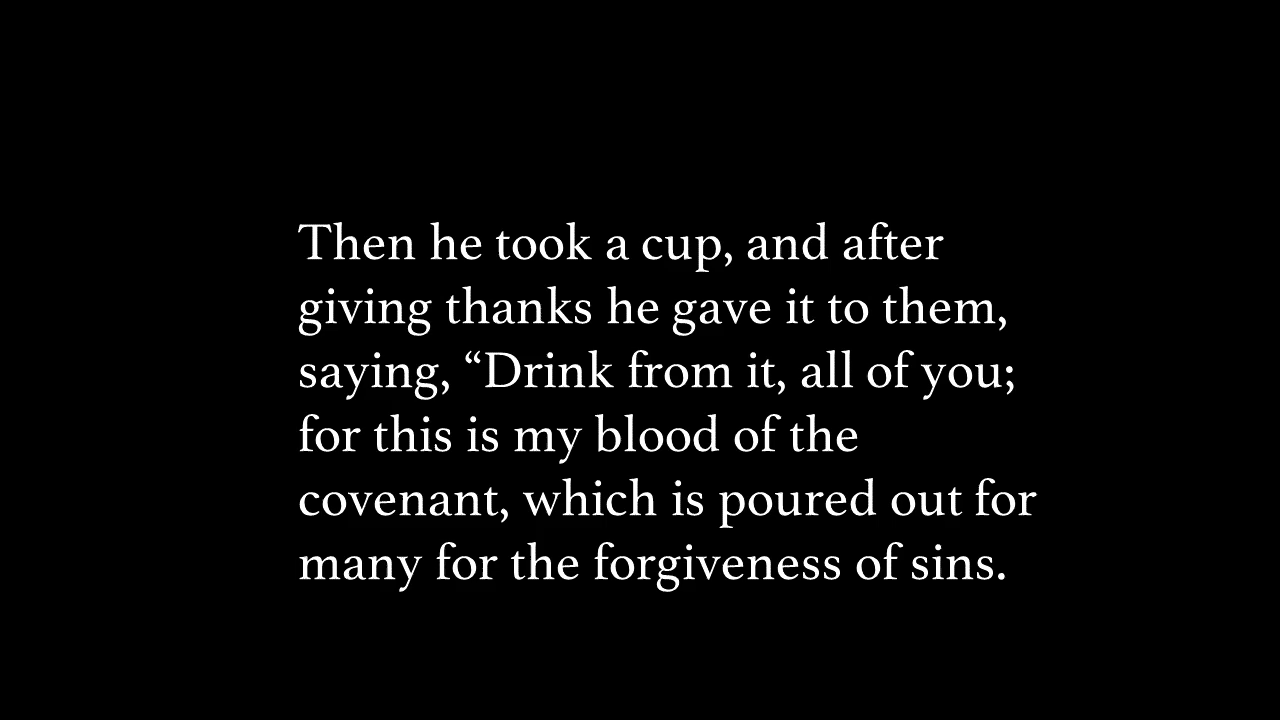 Then he took a cup, and after
giving thanks he gave it to them,
saying, “Drink from it, all of you;
for this is my blood of the
covenant, which is poured out for
many for the forgiveness of sins.